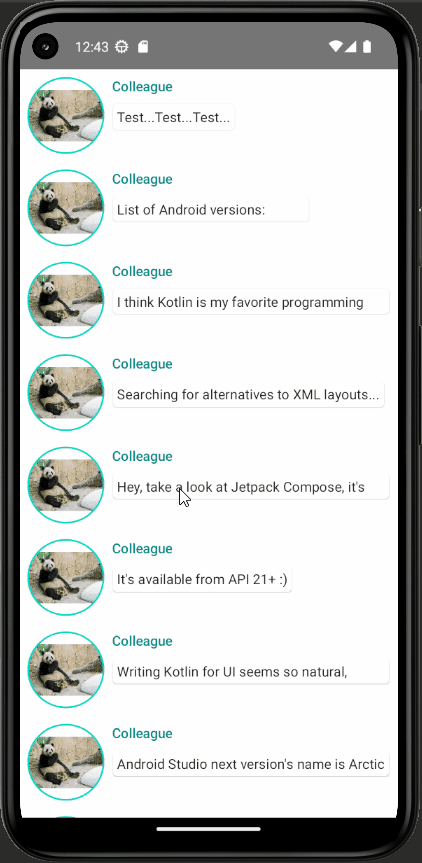 12:43
Colleague
Test...Test...Test...
Colleague
List of Android versions:
Colleague
I think Kotlin is my favorite programming
Colleague
Searching for alternatives to XML layouts...
Colleague
Hey, take a look at Jetpack Compose, it's
Colleague
It's available from API 21+ :)
Colleague
Writing Kotlin for UI seems so natural,
Colleague
Android Studio next version's name is Arctic